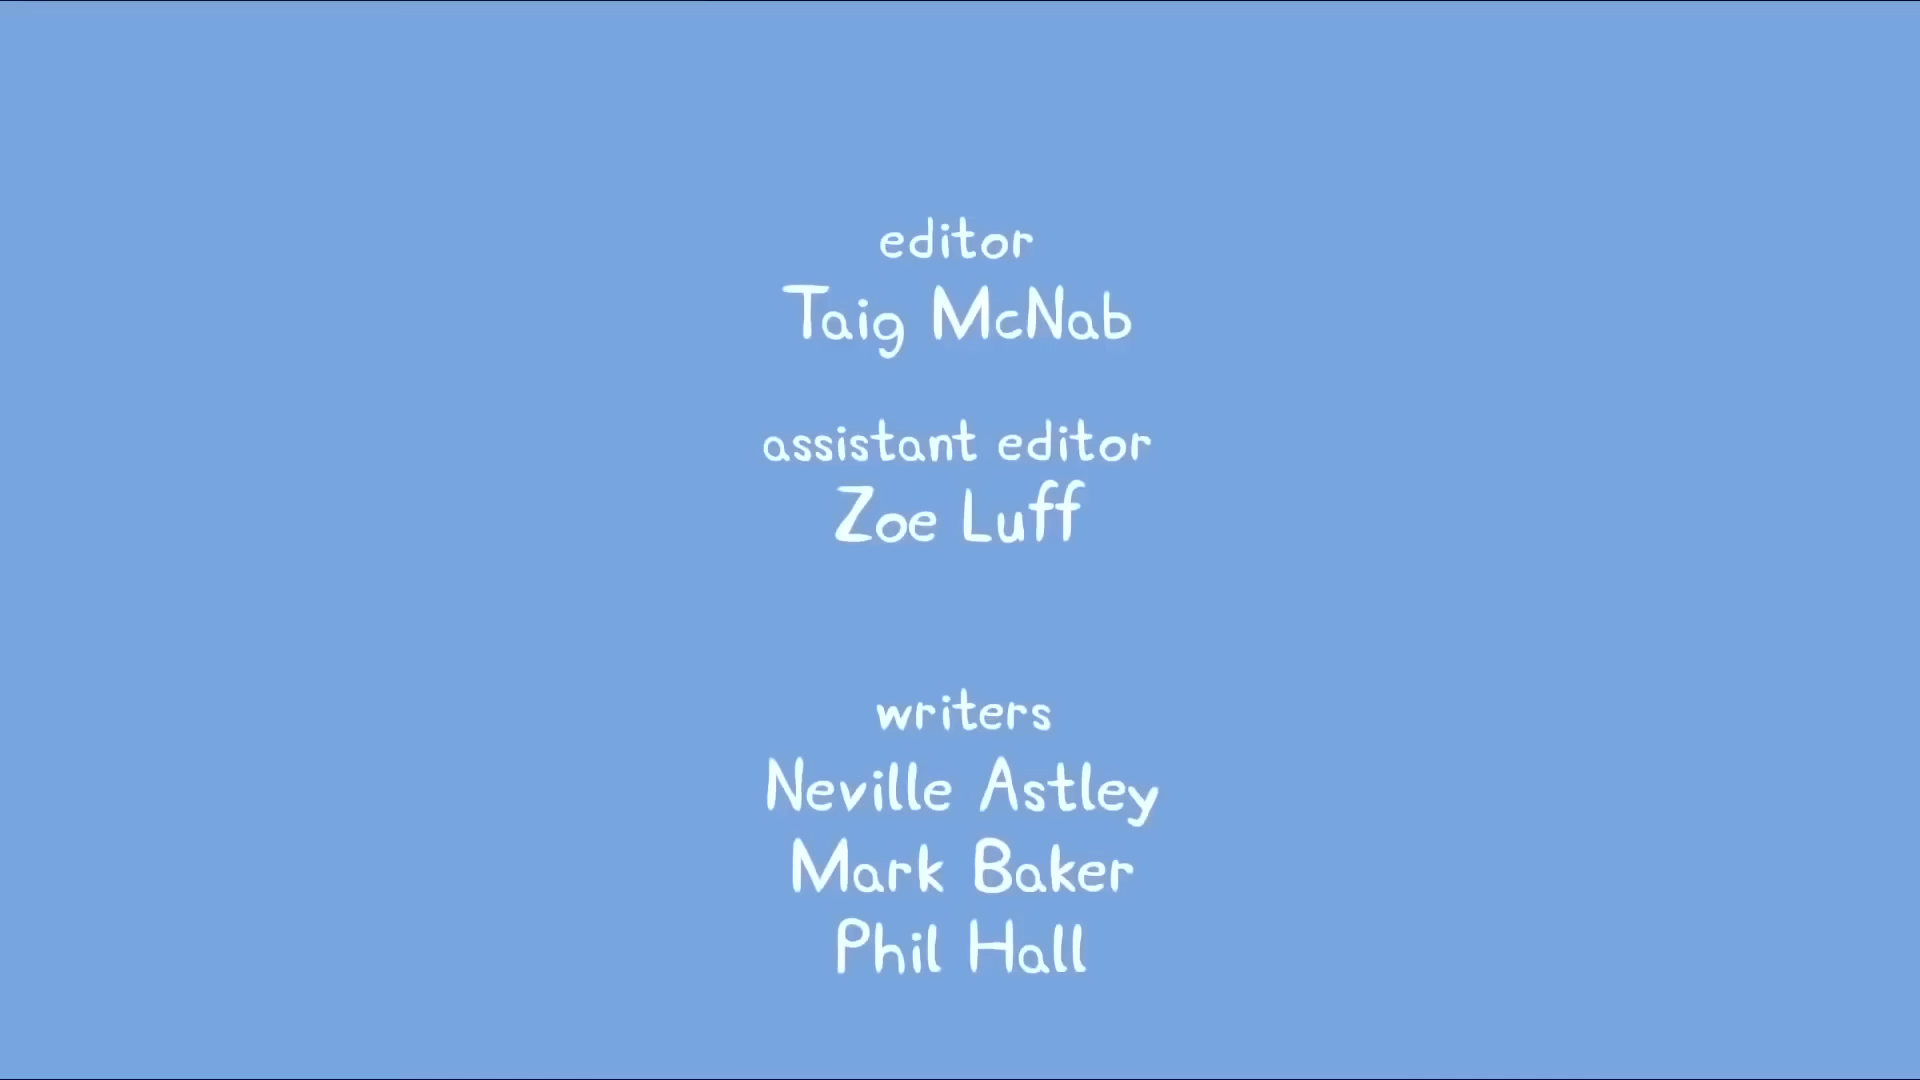 editor
Taig McNab
assistant editor
Zoe Luff
writers
Neville Astley
Mark Baker
Phil Hall